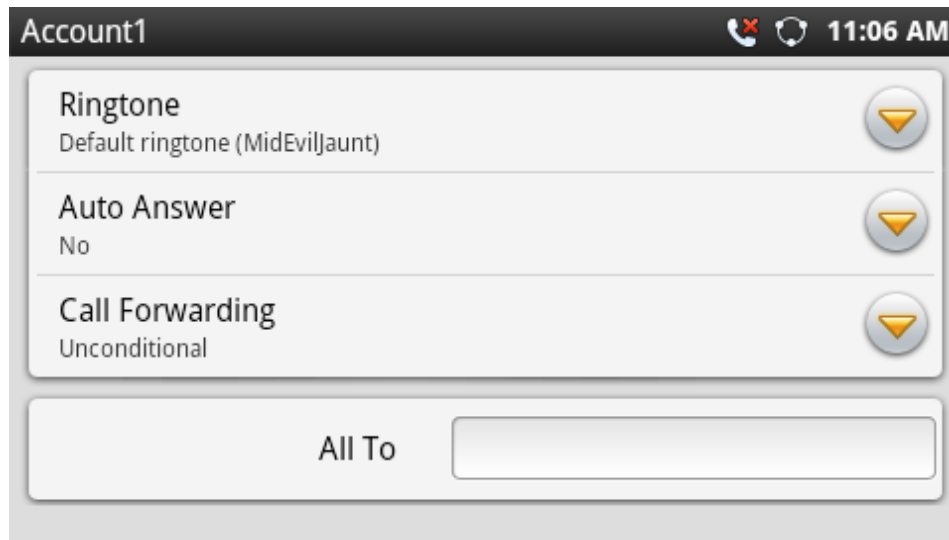 Account1 11:06 AM
Ringtone
Default ringtone (MidEvilJaunt)
Auto Answer
No
Call Forwarding
Unconditional
All To